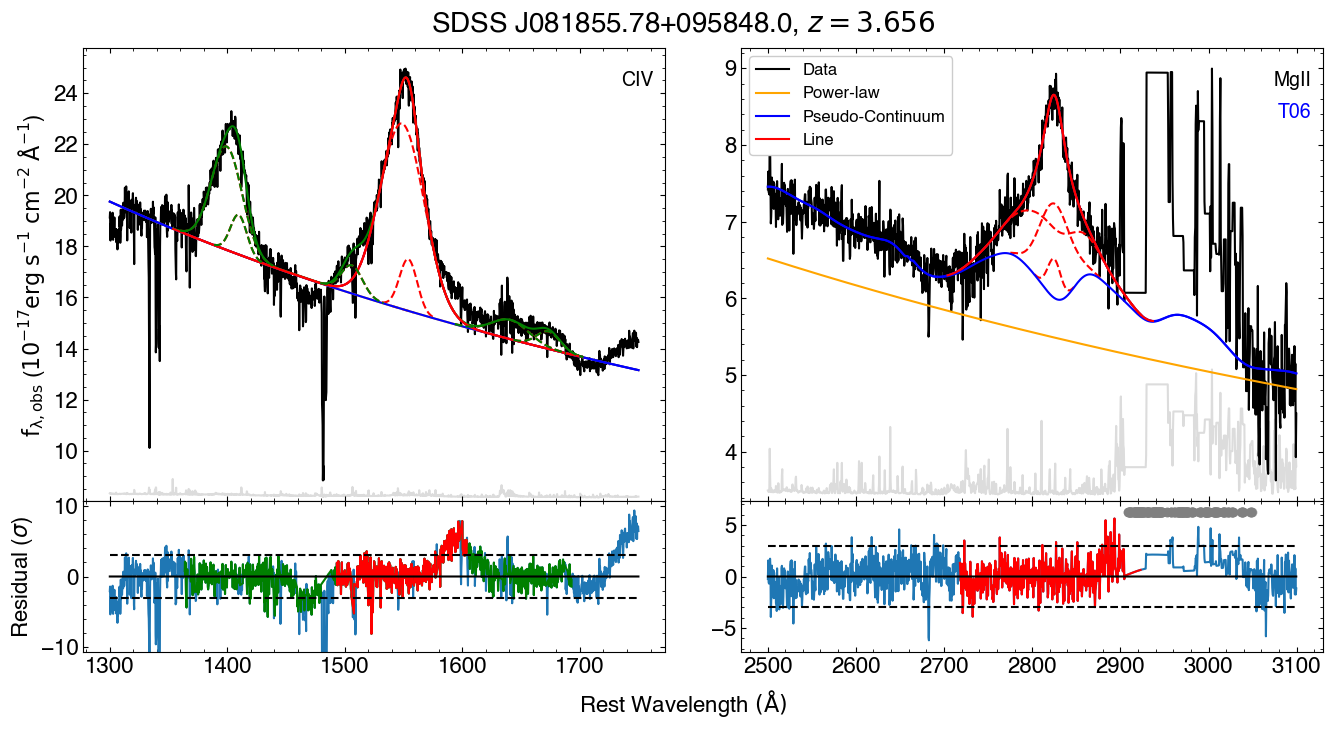 SDSS J081855.78+095848.0, z = 3.656
CIV
24
22
20
18
16
14
12
10
f_λ,obs (10⁻¹⁷erg s⁻¹ cm⁻² Å⁻¹)
Data
Power-law
Pseudo-Continuum
Line
MgII
T06
9
8
7
6
5
4
10
0
−10
Residual (σ)
5
0
−5
1300 1400 1500 1600 1700
2500 2600 2700 2800 2900 3000 3100
Rest Wavelength (Å)